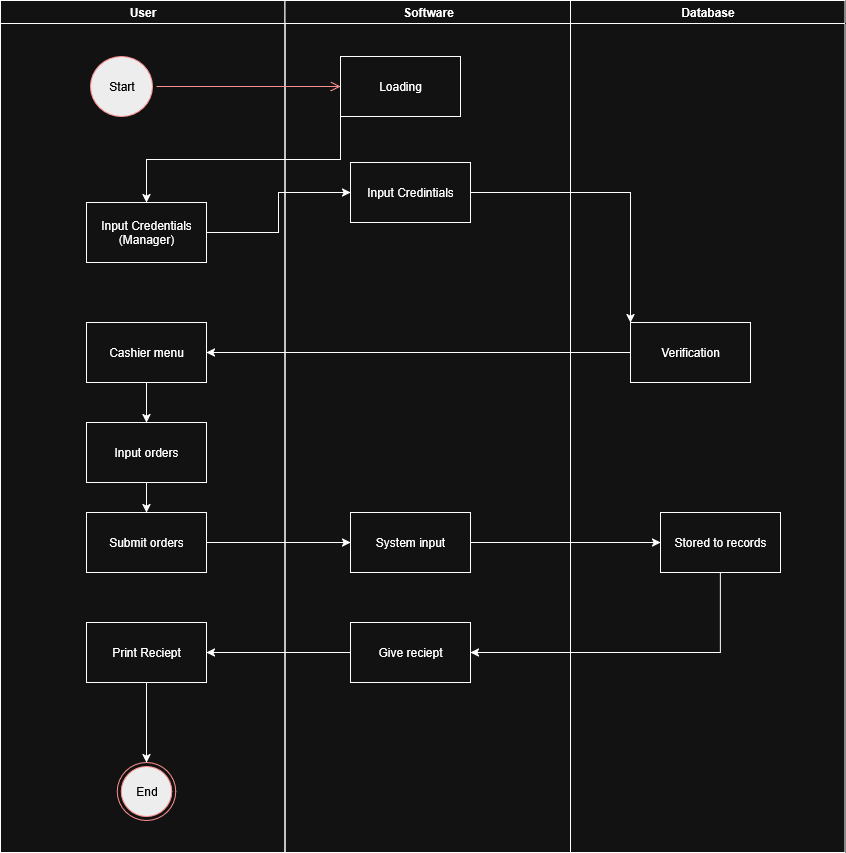 User
Software
Database
Start
Loading
Input Credintials
Input Credentials
(Manager)
Cashier menu
Verification
Input orders
Submit orders
System input
Stored to records
Print Reciept
Give reciept
End